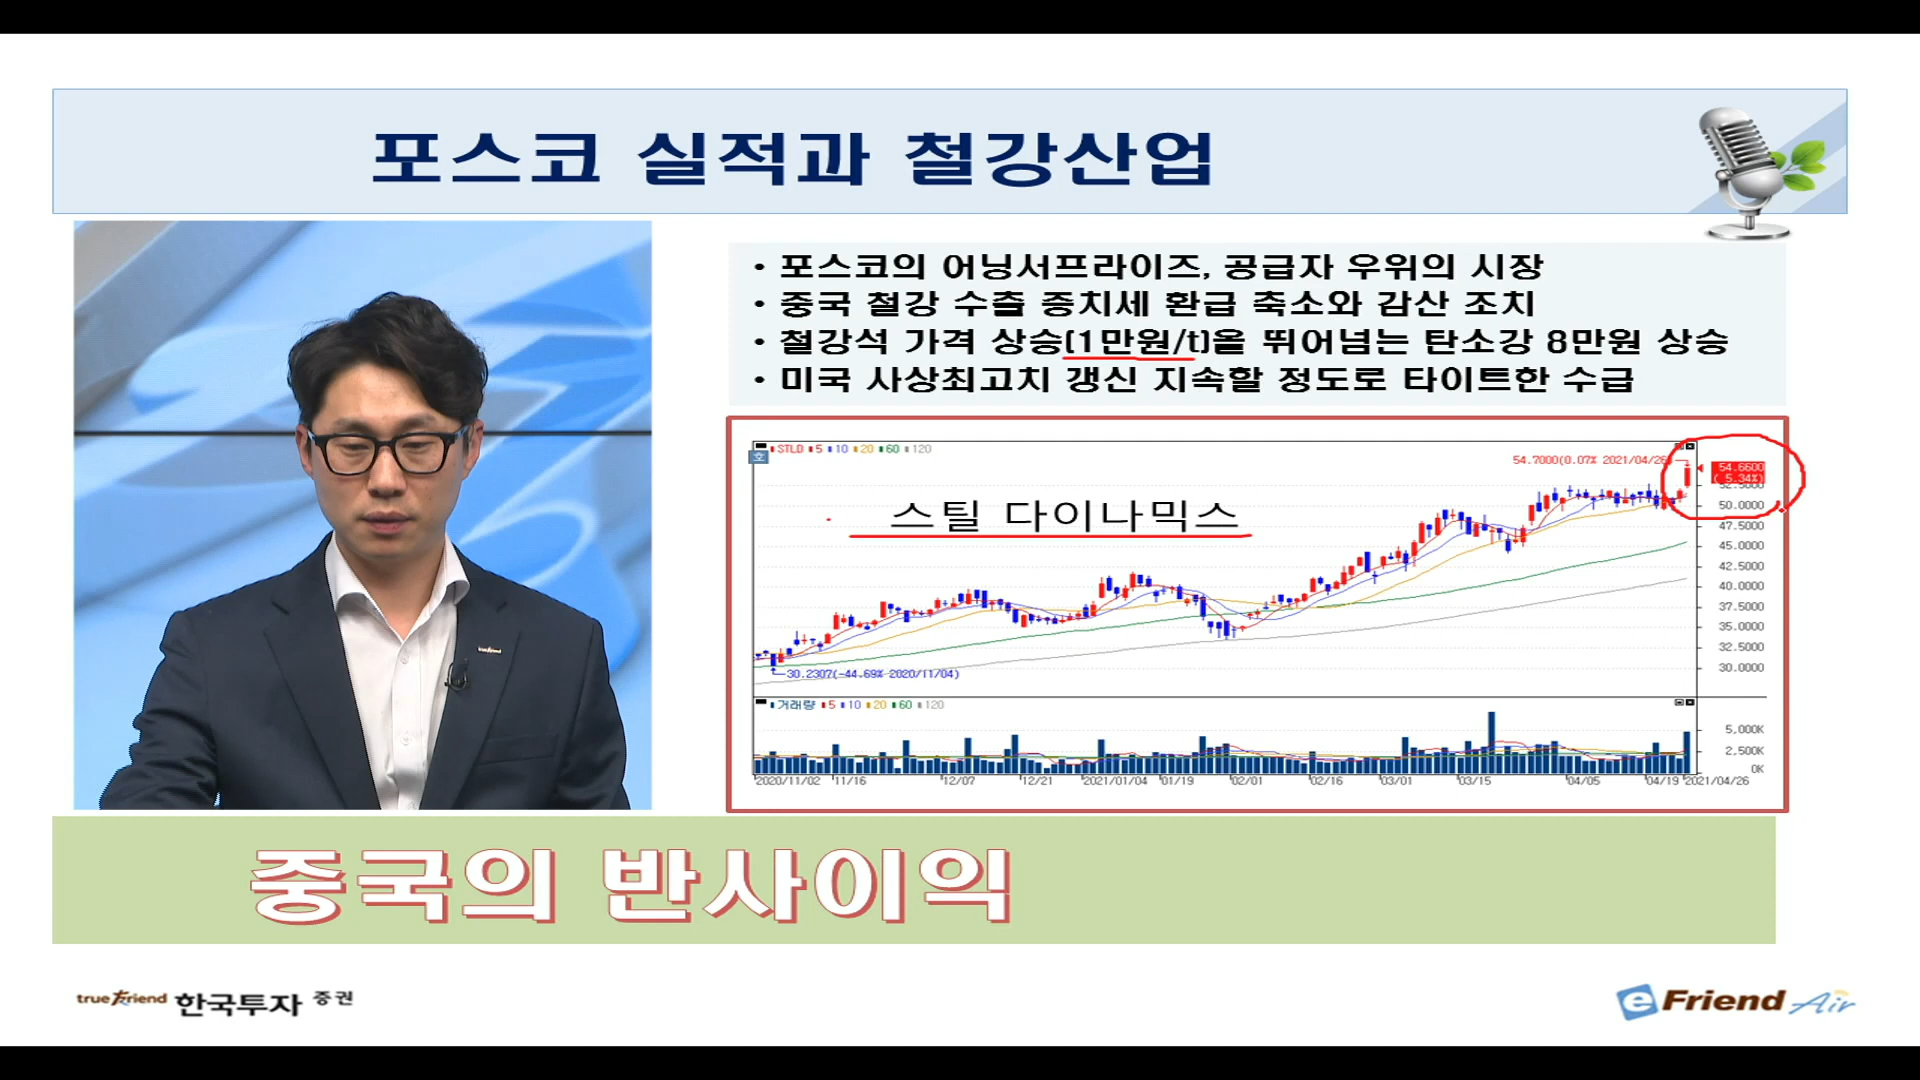 포스코 실적과 철강산업
• 포스코의 어닝서프라이즈, 공급자 우위의 시장
• 중국 철강 수출 증치세 환급 축소와 감산 조치
• 철강석 가격 상승(1만원/t)을 뛰어넘는 탄소강 8만원 상승
• 미국 사상최고치 갱신 지속할 정도로 타이트한 수급
호
STLD 5 10 20 60 120
54.7000(0.07% 2021/04/26)
54.6600
( 5.34%)
스틸 다이나믹스
52.5000
50.0000
47.5000
45.0000
42.5000
40.0000
37.5000
35.0000
32.5000
30.0000
30.2307(-44.69% 2020/11/04)
거래량 5 10 20 60 120
5,000K
2,500K
0K
2020/11/02 11/16 12/07 12/21 2021/01/04 01/19 02/01 02/16 03/01 03/15 04/05 04/19 2021/04/26
중국의 반사이익
true friend 한국투자 증권
e Friend Air